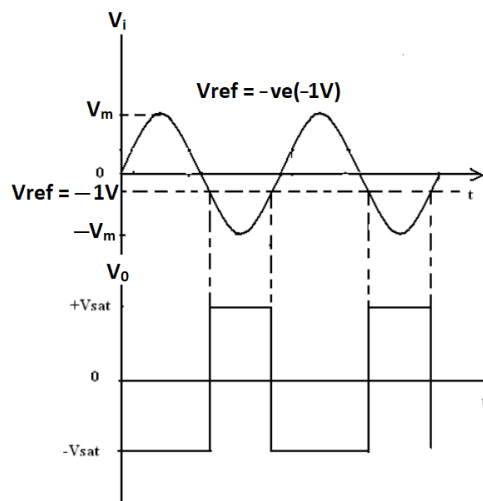 Vi
Vref = −ve(−1V)
Vm
0
Vref = −1V
t
−Vm
V0
+Vsat
0
t
-Vsat